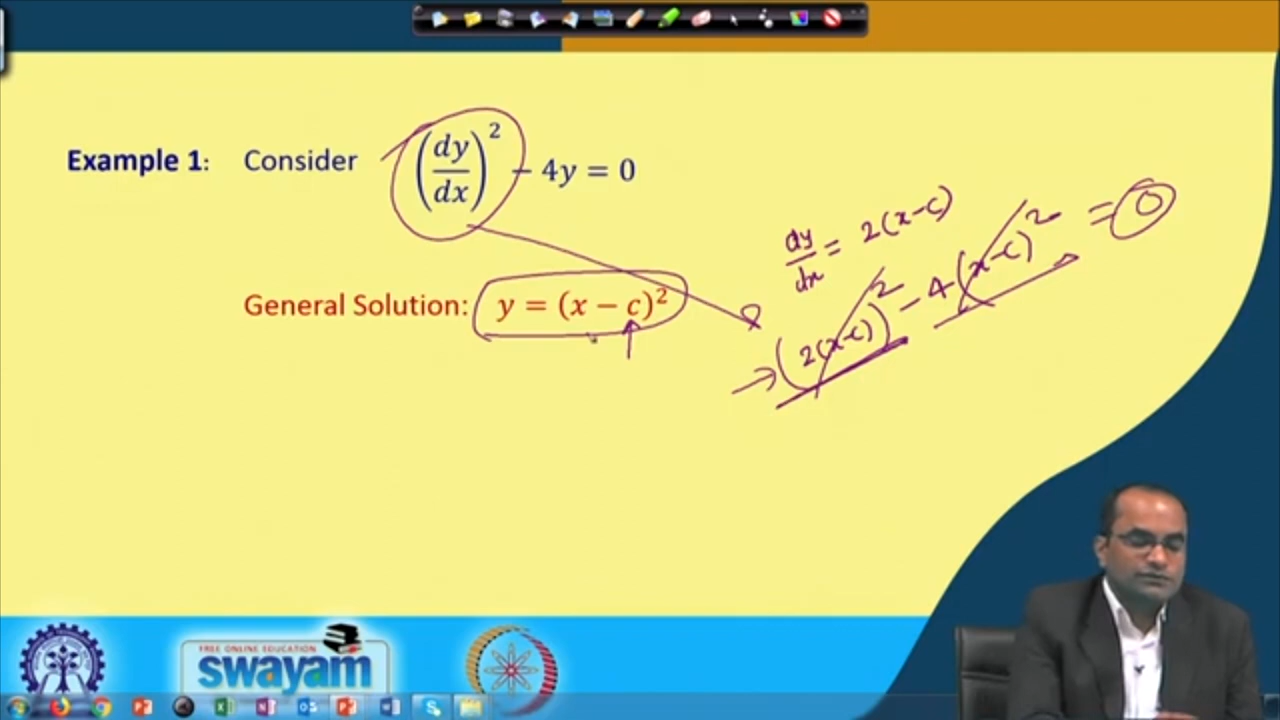 Example 1: Consider (dy/dx)² − 4y = 0
dy/dx = 2(x-c)
General Solution: y = (x − c)²
→ (2(x-c))² - 4(x-c)² = 0
FREE ONLINE EDUCATION
swayam